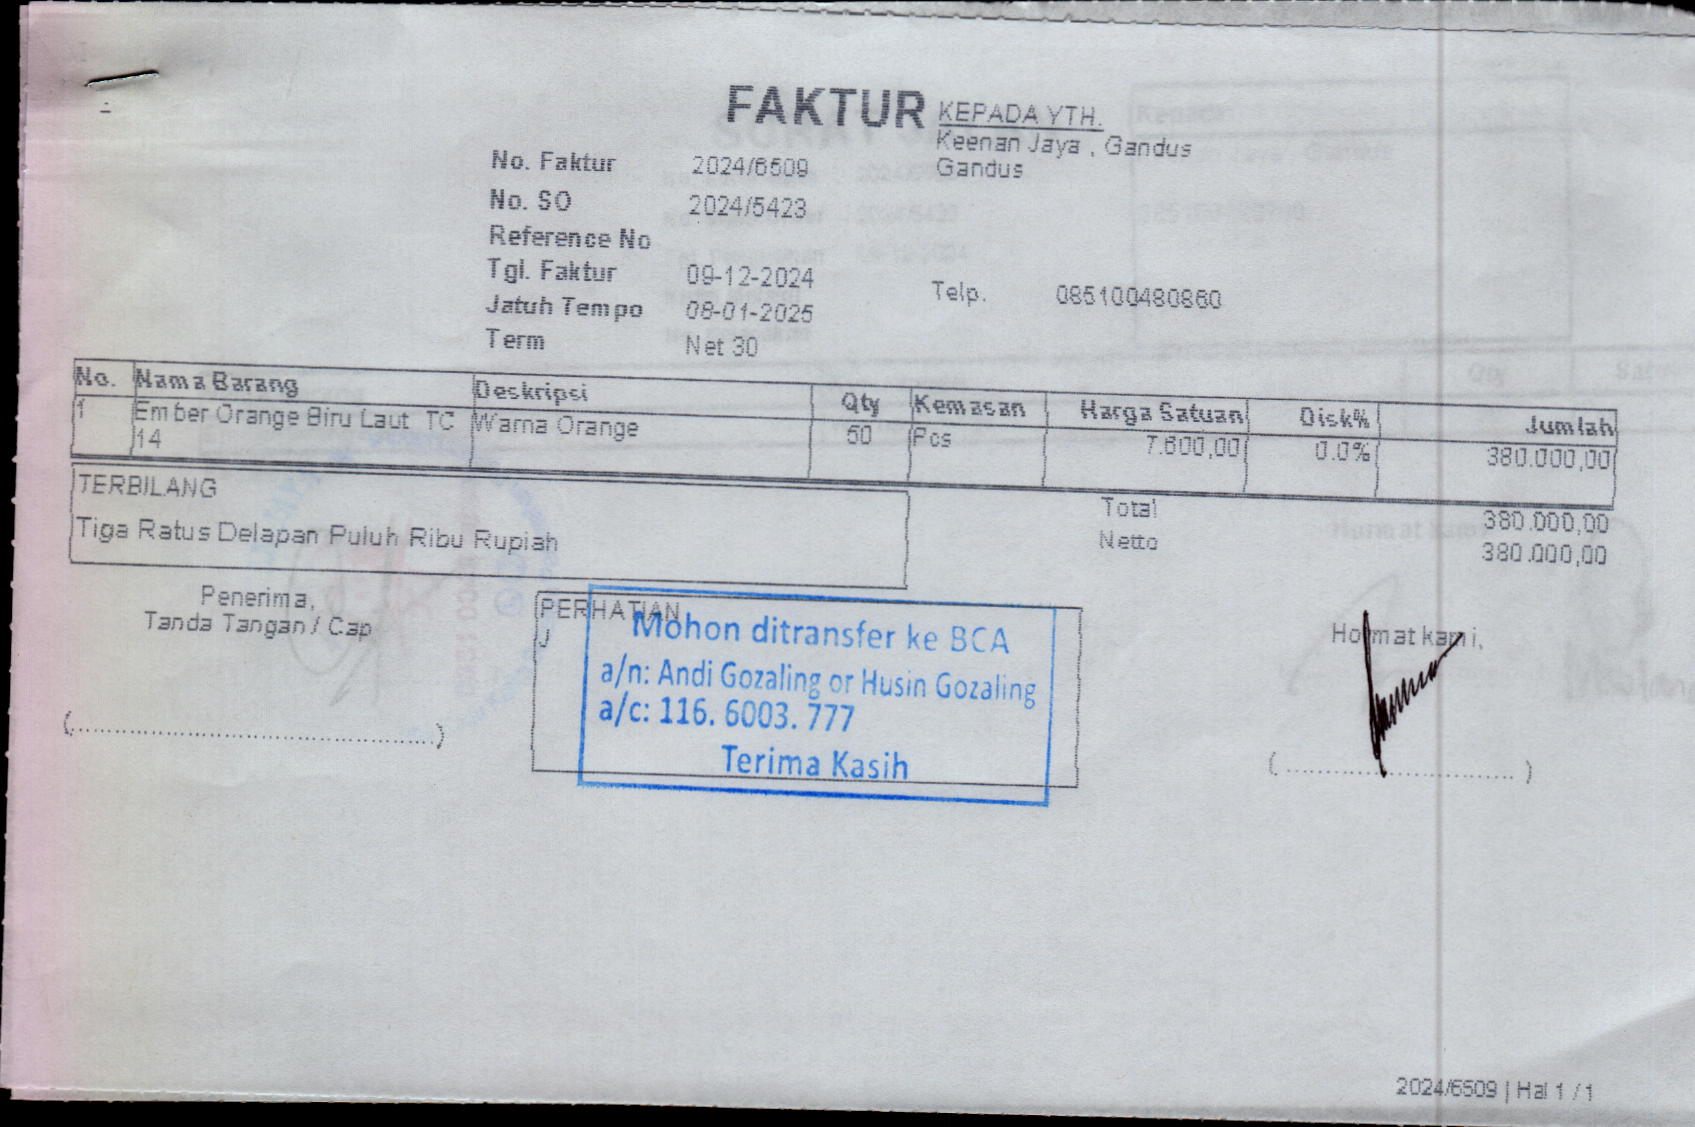 FAKTUR
KEPADA YTH.
Keenan Jaya , Gandus
Gandus
No. Faktur 2024/6509
No. SO 2024/5423
Reference No
Tgl. Faktur 09-12-2024
Telp. 085100480860
Jatuh Tempo 08-01-2025
Term Net 30
No. Nama Barang Deskripsi Qty Kemasan Harga Satuan Disk% Jumlah
1 Ember Orange Biru Laut TC Warna Orange 50 Pcs 7.600,00 0.0% 380.000,00
14
TERBILANG
Tiga Ratus Delapan Puluh Ribu Rupiah
Total 380.000,00
Netto 380.000,00
Penerima,
Tanda Tangan / Cap
(................................................)
PERHATIAN
J
Mohon ditransfer ke BCA
a/n: Andi Gozaling or Husin Gozaling
a/c: 116. 6003. 777
Terima Kasih
Hormat kami,
(................................)
2024/6509 | Hal 1 / 1